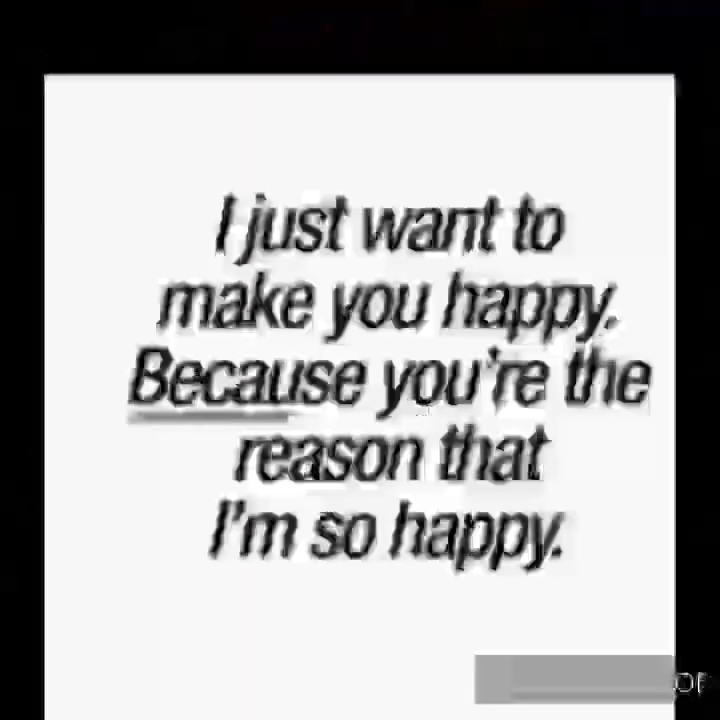 I just want to
make you happy.
Because you're the
reason that
I'm so happy.